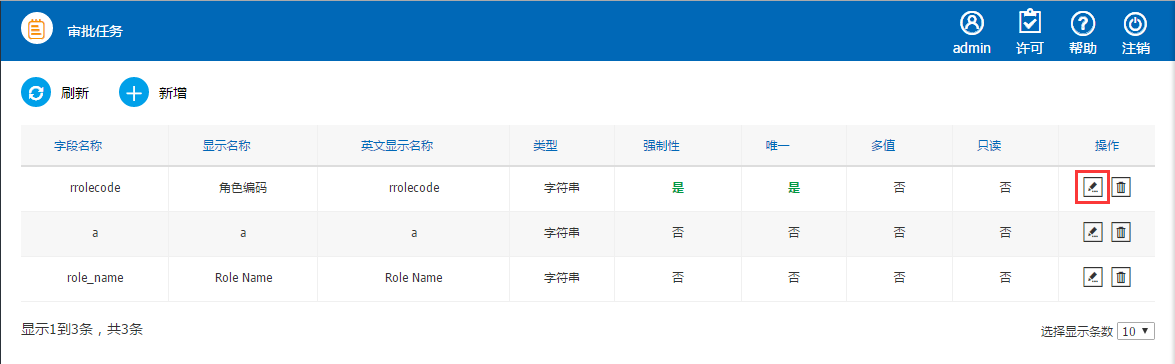 审批任务
admin 许可 帮助 注销
刷新 新增
字段名称 显示名称 英文显示名称 类型 强制性 唯一 多值 只读 操作
rrolecode 角色编码 rrolecode 字符串 是 是 否 否
a a a 字符串 否 否 否 否
role_name Role Name Role Name 字符串 否 否 否 否
显示1到3条，共3条
选择显示条数 10